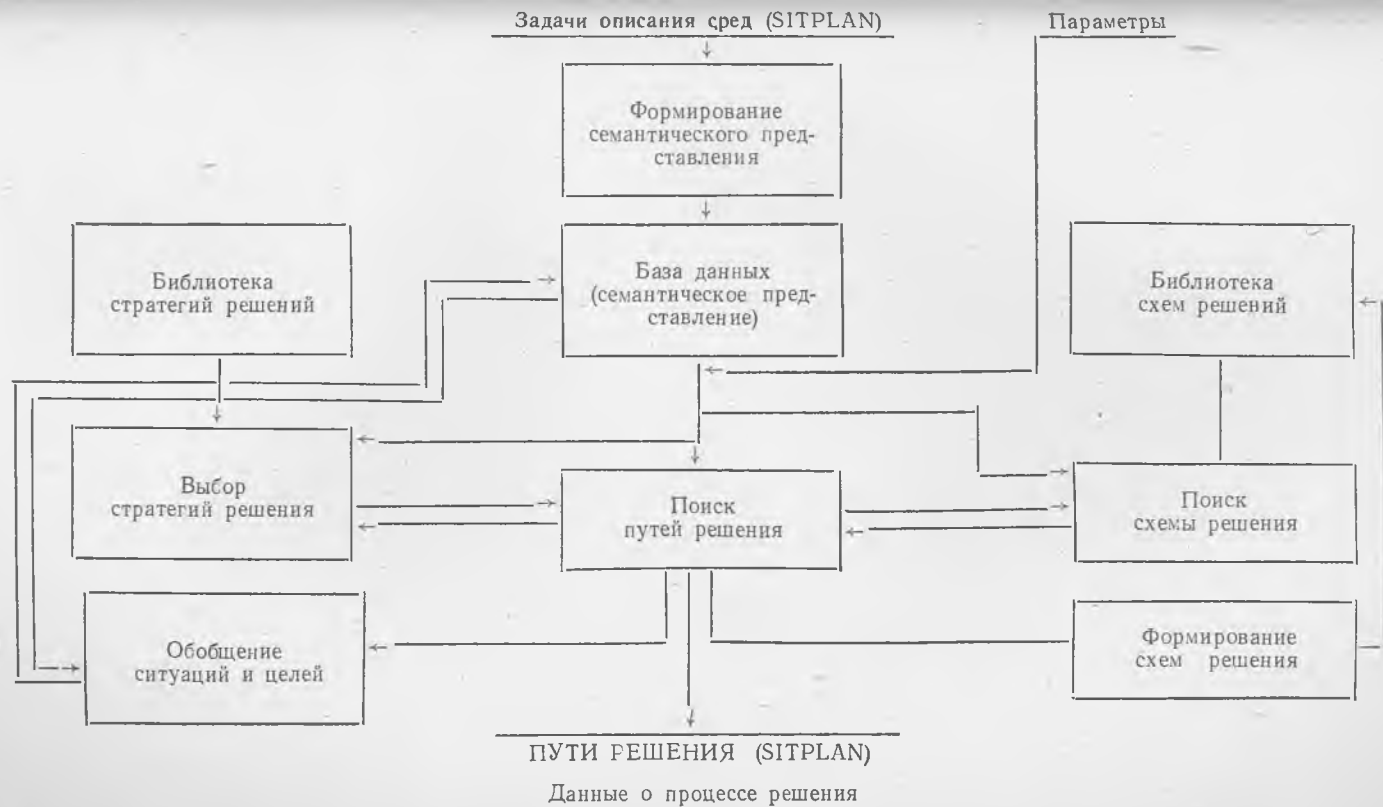 Задачи описания сред (SITPLAN)
Параметры
Формирование
семантического пред-
ставления
Библиотека
стратегий решений
База данных
(семантическое пред-
ставление)
Библиотека
схем решений
Выбор
стратегий решения
Поиск
путей решения
Поиск
схемы решения
Обобщение
ситуаций и целей
Формирование
схем решения
ПУТИ РЕШЕНИЯ (SITPLAN)
Данные о процессе решения